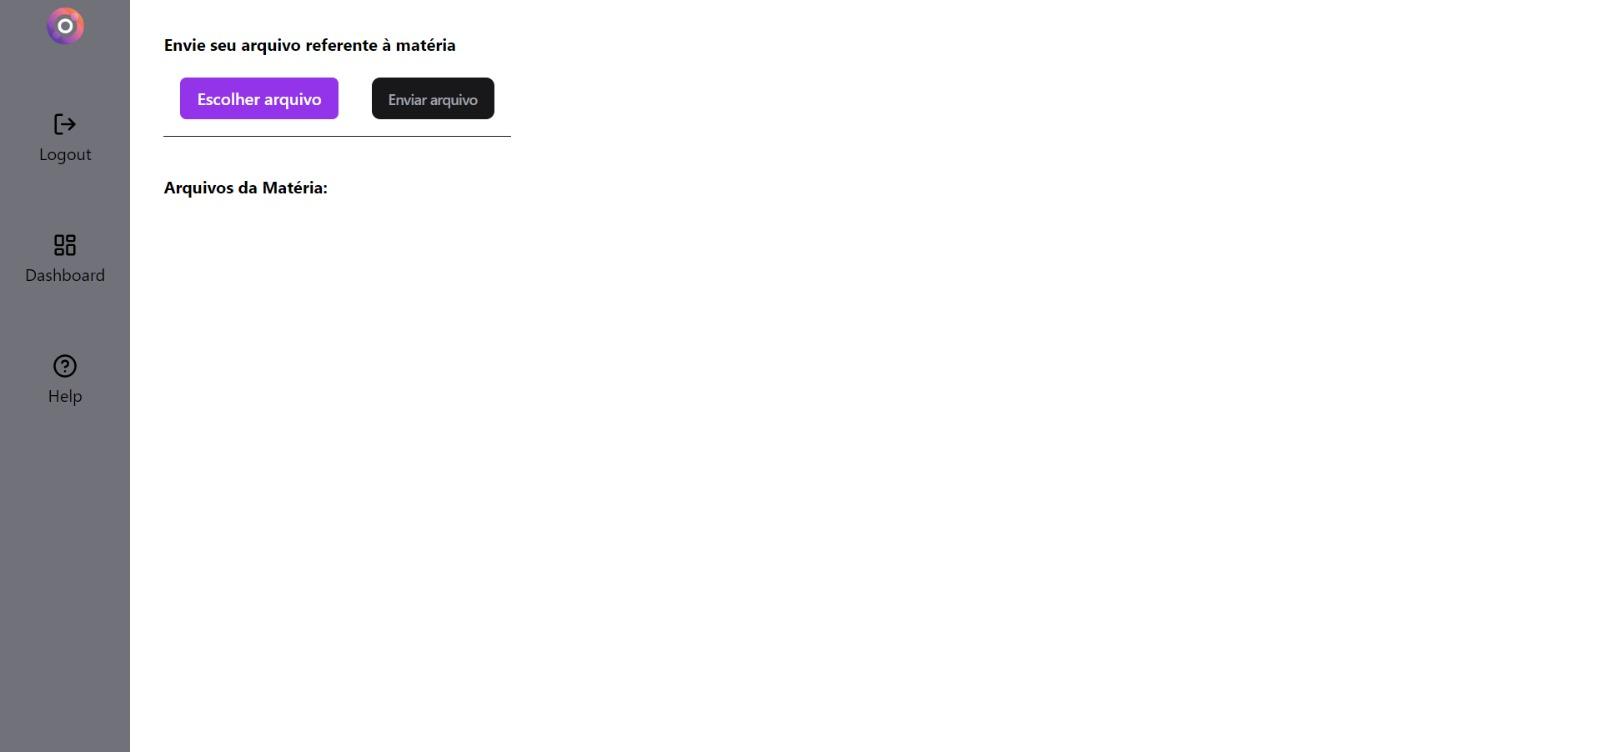 Logout
Dashboard
Help
Envie seu arquivo referente à matéria
Escolher arquivo
Enviar arquivo
Arquivos da Matéria: